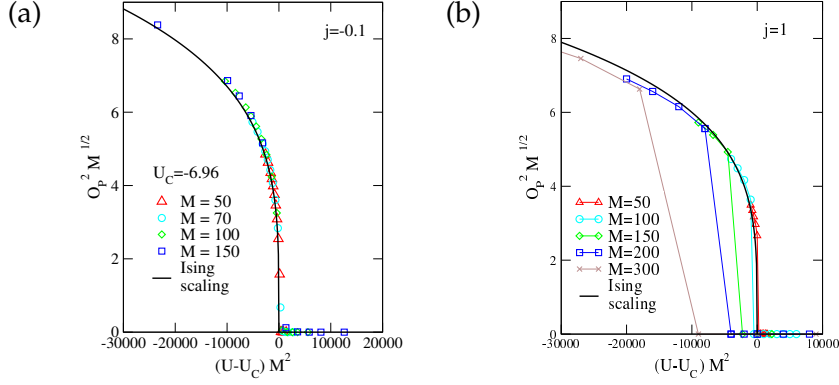 (a)
j=-0.1
O_P^2 M^1/2
8
6
4
2
0
U_C=-6.96
M = 50
M = 70
M = 100
M = 150
Ising
scaling
-30000 -20000 -10000 0 10000 20000
(U-U_C) M^2
(b)
j=1
O_P^2 M^1/2
8
6
4
2
0
M=50
M=100
M=150
M=200
M=300
Ising
scaling
-30000 -20000 -10000 0 10000
(U-U_C) M^2